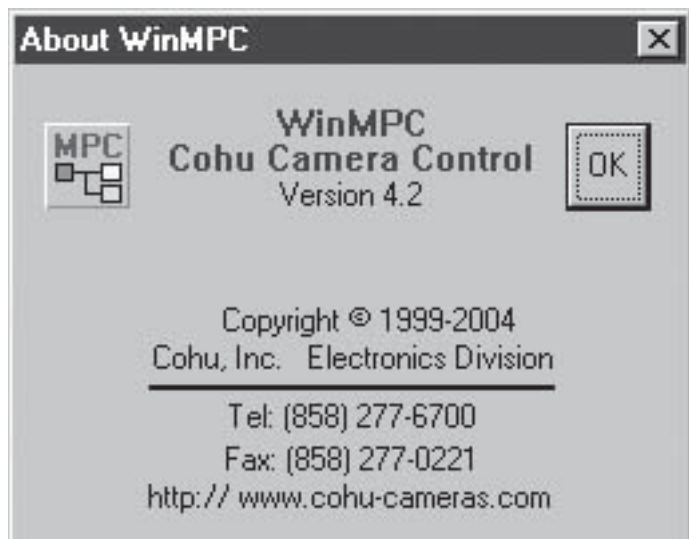 About WinMPC
MPC
WinMPC
Cohu Camera Control
Version 4.2
OK
Copyright © 1999-2004
Cohu, Inc. Electronics Division
Tel: (858) 277-6700
Fax: (858) 277-0221
http:// www.cohu-cameras.com